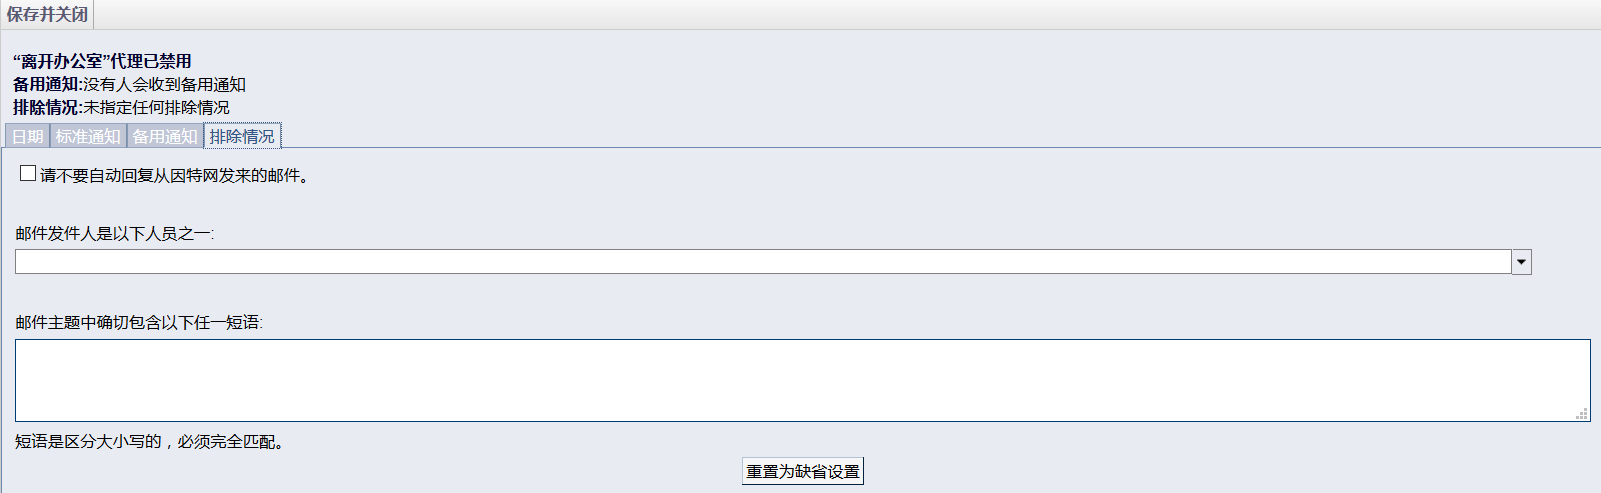 保存并关闭
“离开办公室”代理已禁用
备用通知:没有人会收到备用通知
排除情况:未指定任何排除情况
日期 标准通知 备用通知 排除情况
请不要自动回复从因特网发来的邮件。
邮件发件人是以下人员之一:
邮件主题中确切包含以下任一短语:
短语是区分大小写的，必须完全匹配。
重置为缺省设置